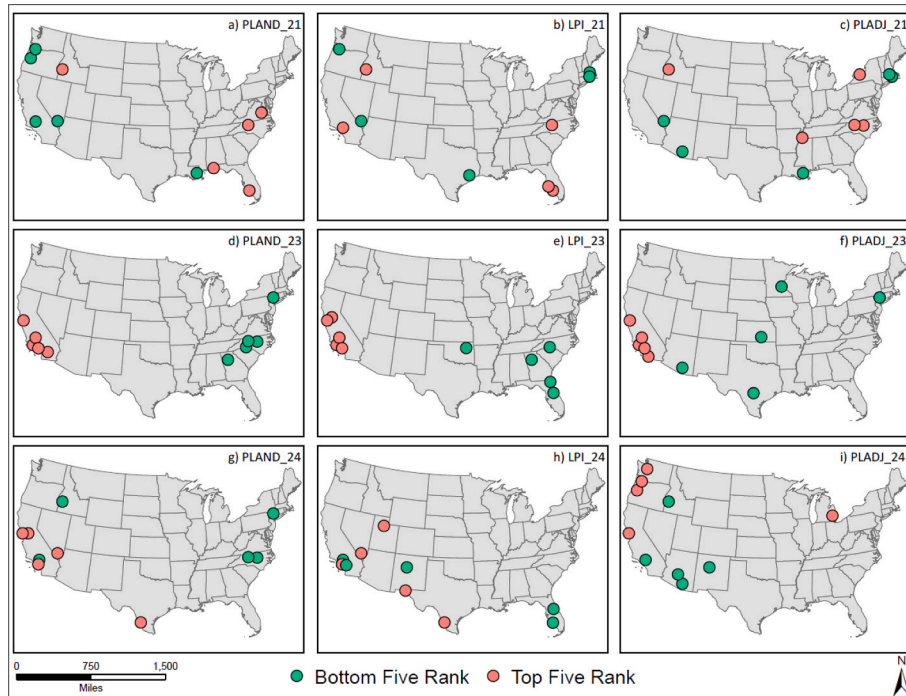 a) PLAND_21
b) LPI_21
c) PLADJ_21
d) PLAND_23
e) LPI_23
f) PLADJ_23
g) PLAND_24
h) LPI_24
i) PLADJ_24
0 750 1,500
Miles
Bottom Five Rank
Top Five Rank
N